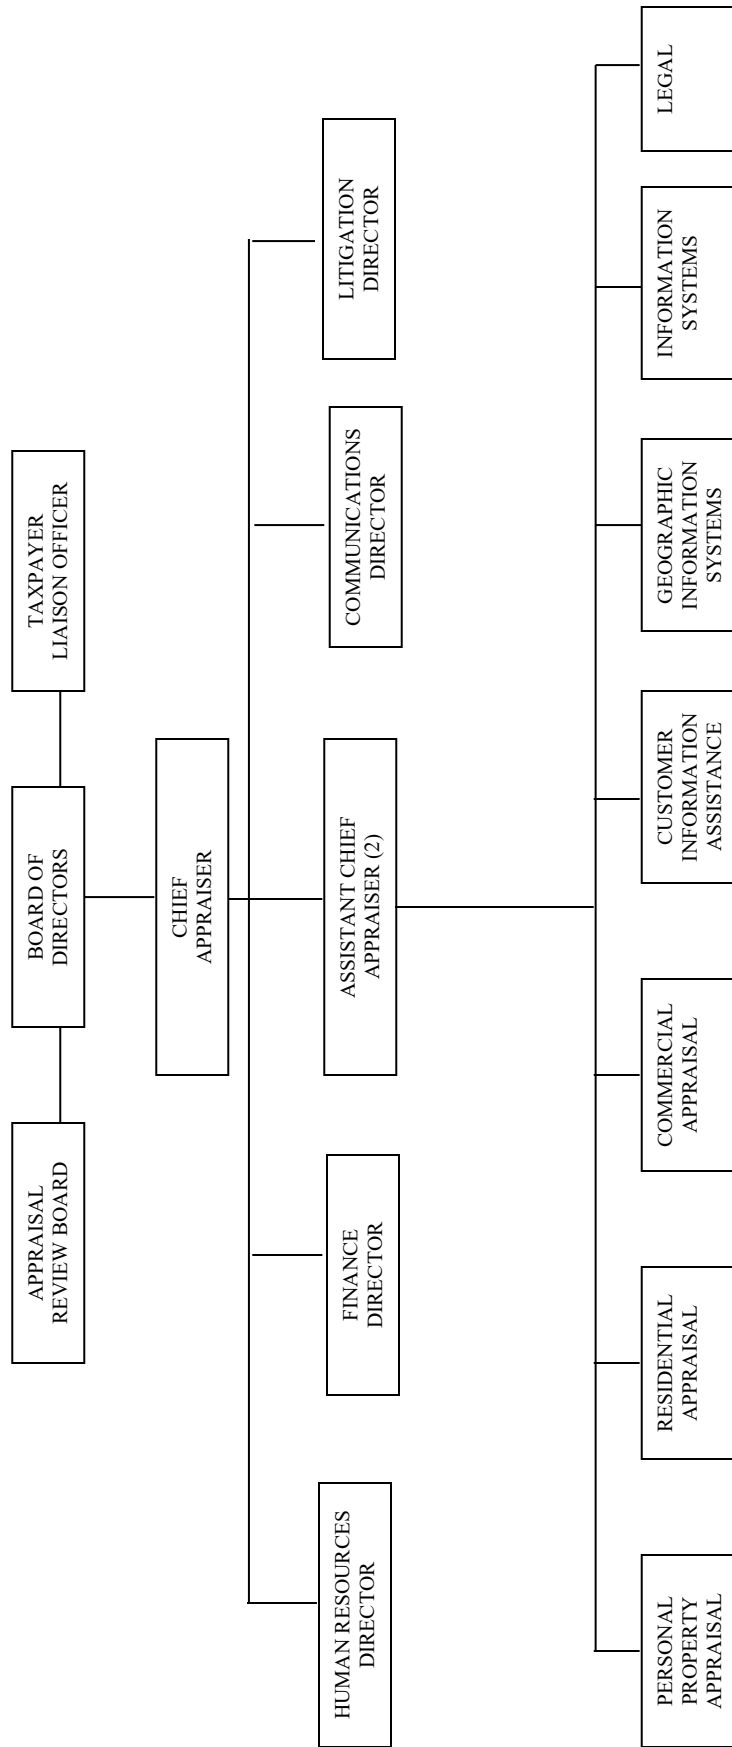 APPRAISAL
REVIEW BOARD
BOARD OF
DIRECTORS
TAXPAYER
LIAISON OFFICER
CHIEF
APPRAISER
HUMAN RESOURCES
DIRECTOR
FINANCE
DIRECTOR
ASSISTANT CHIEF
APPRAISER (2)
COMMUNICATIONS
DIRECTOR
LITIGATION
DIRECTOR
PERSONAL
PROPERTY
APPRAISAL
RESIDENTIAL
APPRAISAL
COMMERCIAL
APPRAISAL
CUSTOMER
INFORMATION
ASSISTANCE
GEOGRAPHIC
INFORMATION
SYSTEMS
INFORMATION
SYSTEMS
LEGAL